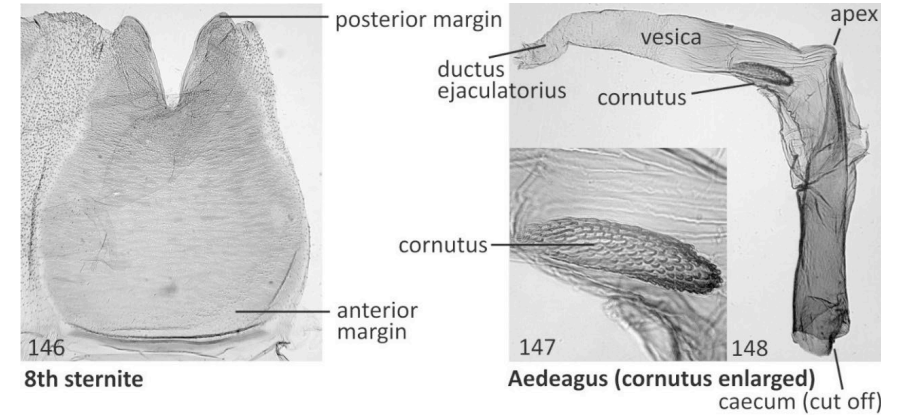 posterior margin
anterior
margin
146
8th sternite
apex
vesica
ductus
ejaculatorius
cornutus
cornutus
147
148
Aedeagus (cornutus enlarged)
caecum (cut off)